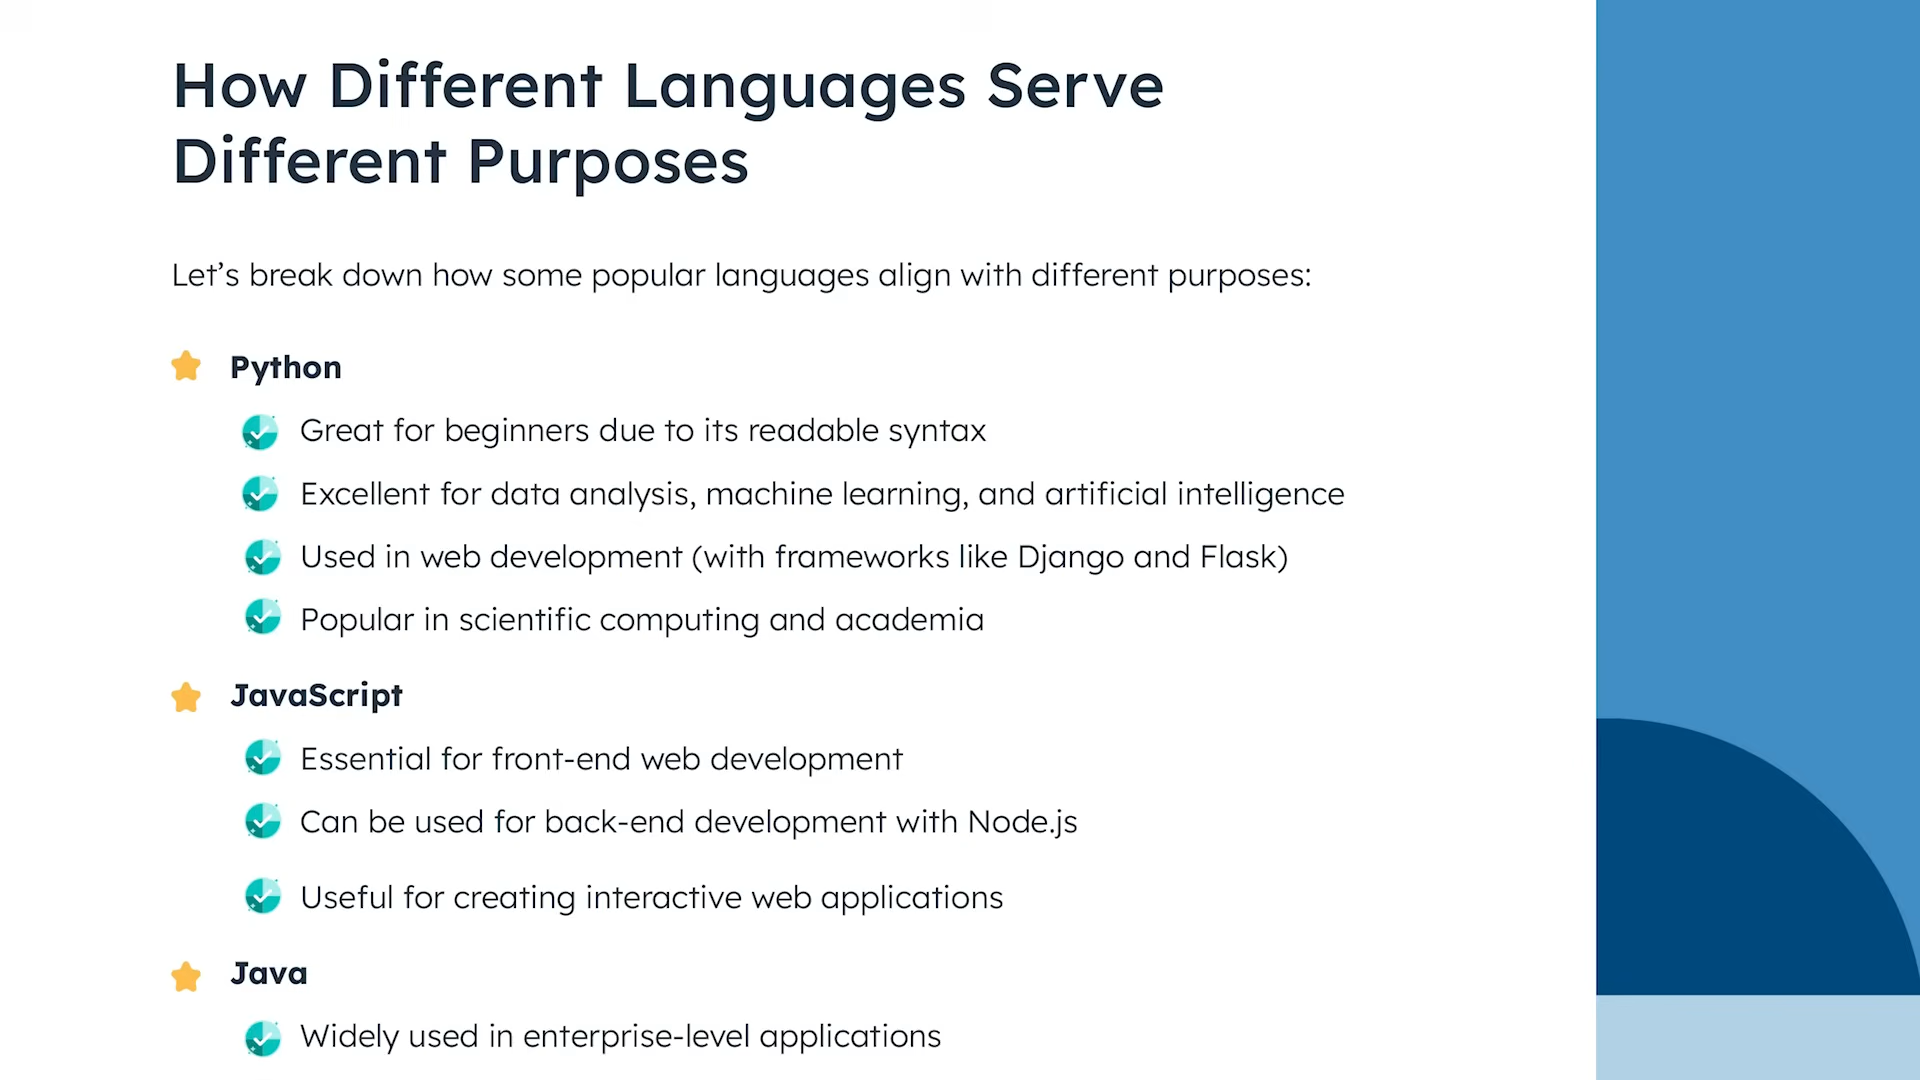 How Different Languages Serve
Different Purposes
Let’s break down how some popular languages align with different purposes:
Python
Great for beginners due to its readable syntax
Excellent for data analysis, machine learning, and artificial intelligence
Used in web development (with frameworks like Django and Flask)
Popular in scientific computing and academia
JavaScript
Essential for front-end web development
Can be used for back-end development with Node.js
Useful for creating interactive web applications
Java
Widely used in enterprise-level applications